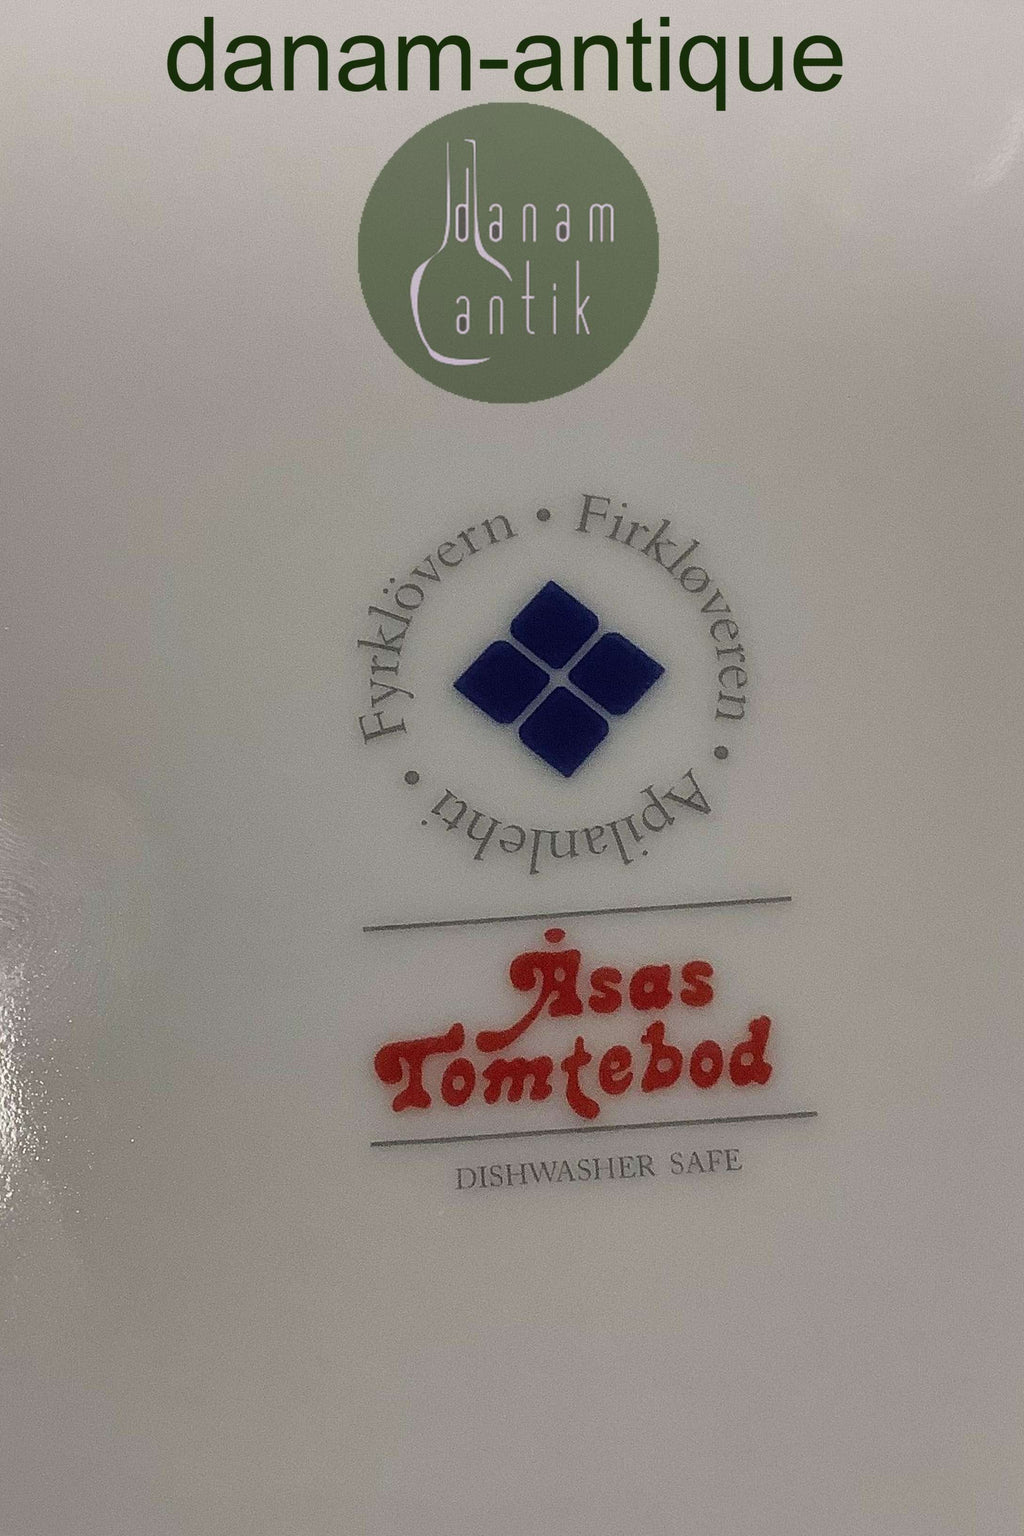 danam-antique
danam
antik
Fyrklövern • Firkløveren • Apilanlehti •
Åsas
Tomtebod
DISHWASHER SAFE